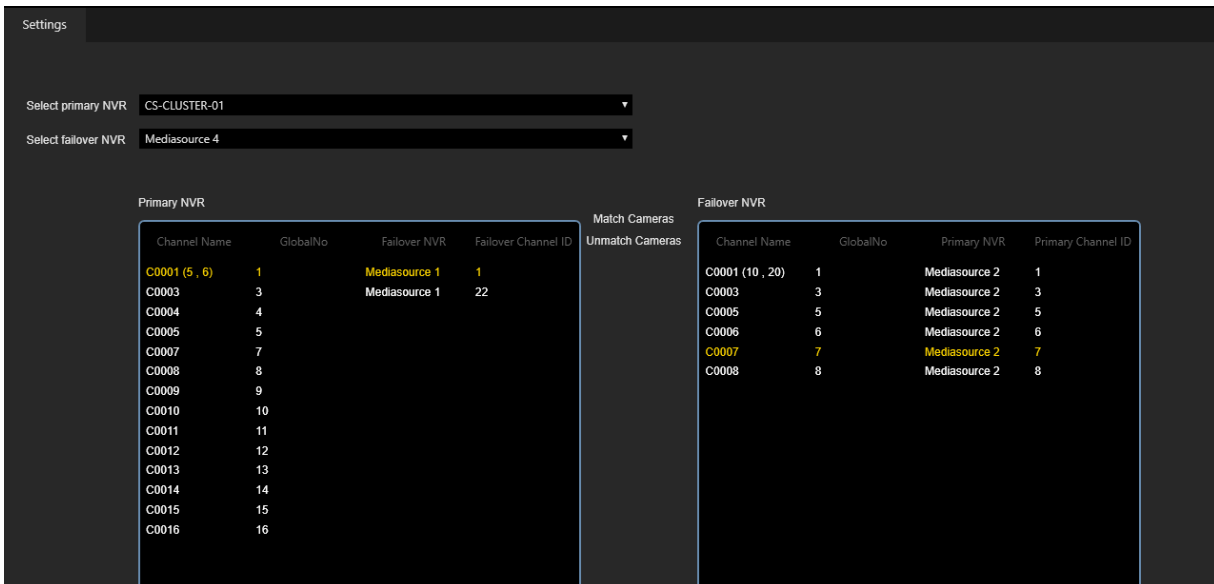 Settings
Select primary NVR CS-CLUSTER-01
Select failover NVR Mediasource 4
Primary NVR
Match Cameras
Unmatch Cameras
Channel Name GlobalNo Failover NVR Failover Channel ID
C0001 (5 , 6) 1 Mediasource 1 1
C0003 3 Mediasource 1 22
C0004 4
C0005 5
C0007 7
C0008 8
C0009 9
C0010 10
C0011 11
C0012 12
C0013 13
C0014 14
C0015 15
C0016 16
Failover NVR
Channel Name GlobalNo Primary NVR Primary Channel ID
C0001 (10 , 20) 1 Mediasource 2 1
C0003 3 Mediasource 2 3
C0005 5 Mediasource 2 5
C0006 6 Mediasource 2 6
C0007 7 Mediasource 2 7
C0008 8 Mediasource 2 8